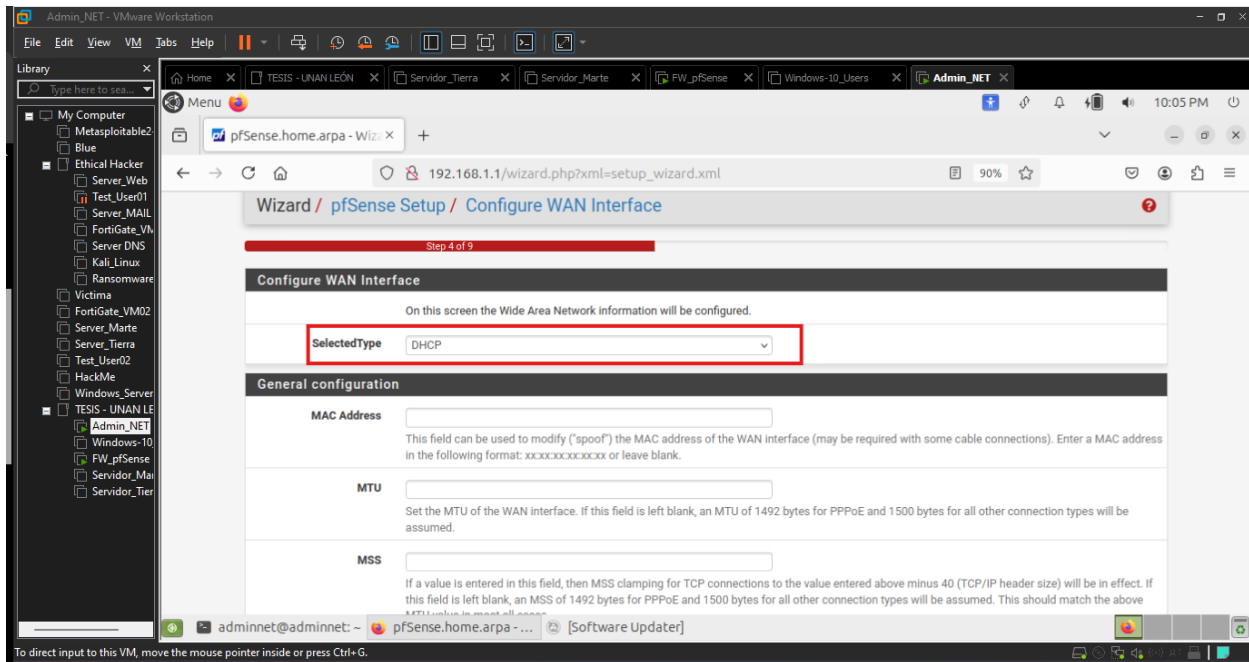 Admin_NET - VMware Workstation
File Edit View VM Tabs Help
Library
Type here to sea...
My Computer
Metasploitable2-
Blue
Ethical Hacker
Server_Web
Test_User01
Server_MAIL
FortiGate_VM
Server DNS
Kali_Linux
Ransomware
Victima
FortiGate_VM02
Server_Marte
Server_Tierra
Test_User02
HackMe
Windows_Server
TESIS - UNAN LE
Admin_NET
Windows-10
FW_pfSense
Servidor_Mar
Servidor_Tier
Home TESIS - UNAN LEÓN Servidor_Tierra Servidor_Marte FW_pfSense Windows-10_Users Admin_NET
Menu 10:05 PM
pfSense.home.arpa - Wiza
192.168.1.1/wizard.php?xml=setup_wizard.xml 90%
Wizard / pfSense Setup / Configure WAN Interface
Step 4 of 9
Configure WAN Interface
On this screen the Wide Area Network information will be configured.
SelectedType DHCP
General configuration
MAC Address
This field can be used to modify ("spoof") the MAC address of the WAN interface (may be required with some cable connections). Enter a MAC address
in the following format: xx:xx:xx:xx:xx:xx or leave blank.
MTU
Set the MTU of the WAN interface. If this field is left blank, an MTU of 1492 bytes for PPPoE and 1500 bytes for all other connection types will be
assumed.
MSS
If a value is entered in this field, then MSS clamping for TCP connections to the value entered above minus 40 (TCP/IP header size) will be in effect. If
this field is left blank, an MSS of 1492 bytes for PPPoE and 1500 bytes for all other connection types will be assumed. This should match the above
MTU value in most all cases.
adminnet@adminnet: ~ pfSense.home.arpa - ... [Software Updater]
To direct input to this VM, move the mouse pointer inside or press Ctrl+G.